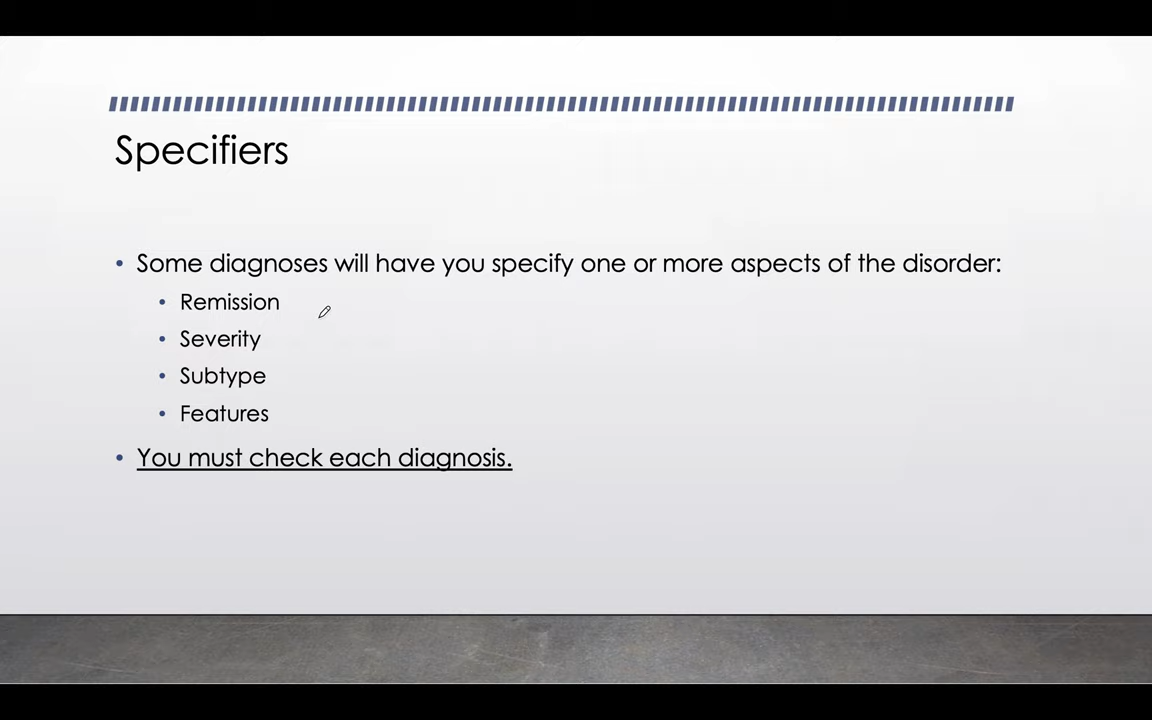 Specifiers
Some diagnoses will have you specify one or more aspects of the disorder:
Remission
Severity
Subtype
Features
You must check each diagnosis.